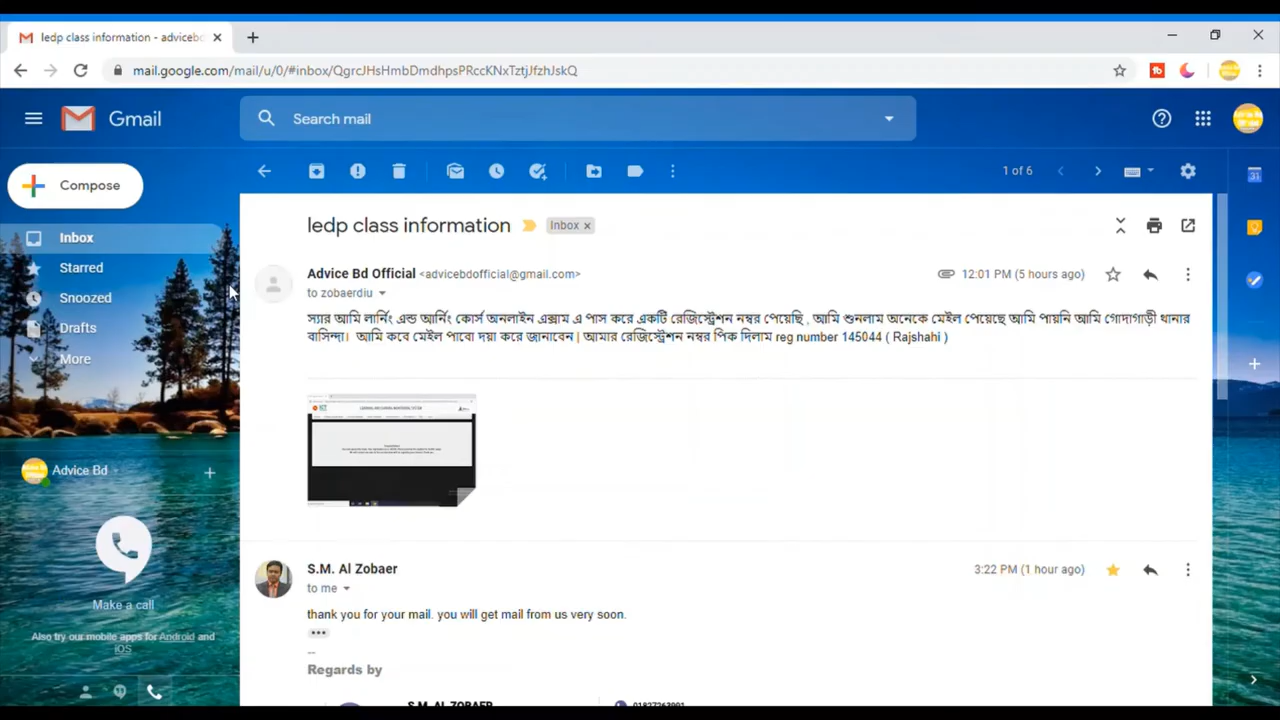 ledp class information - adviceb
mail.google.com/mail/u/0/#inbox/QgrcJHsHmbDmdhpsPRccKNxTztjJfzhJskQ
Gmail
Search mail
Compose
1 of 6
Inbox
Starred
Snoozed
Drafts
More
ledp class information
Inbox x
Advice Bd Official <advicebdofficial@gmail.com>
12:01 PM (5 hours ago)
to zobaerdiu
স্যার আমি লার্নিং এন্ড আর্নিং কোর্স অনলাইন এক্সাম এ পাস করে একটি রেজিস্ট্রেশন নম্বর পেয়েছি , আমি শুনলাম অনেকে মেইল পেয়েছে আমি পায়নি আমি গোদাগাড়ী থানার
বাসিন্দা। আমি কবে মেইল পাবো দয়া করে জানাবেন | আমার রেজিস্ট্রেশন নম্বর পিক দিলাম reg number 145044 ( Rajshahi )
Advice Bd
Make a call
Also try our mobile apps for Android and
iOS
S.M. Al Zobaer
3:22 PM (1 hour ago)
to me
thank you for your mail. you will get mail from us very soon.
--
Regards by
S.M. AL ZOBAER
01827263991